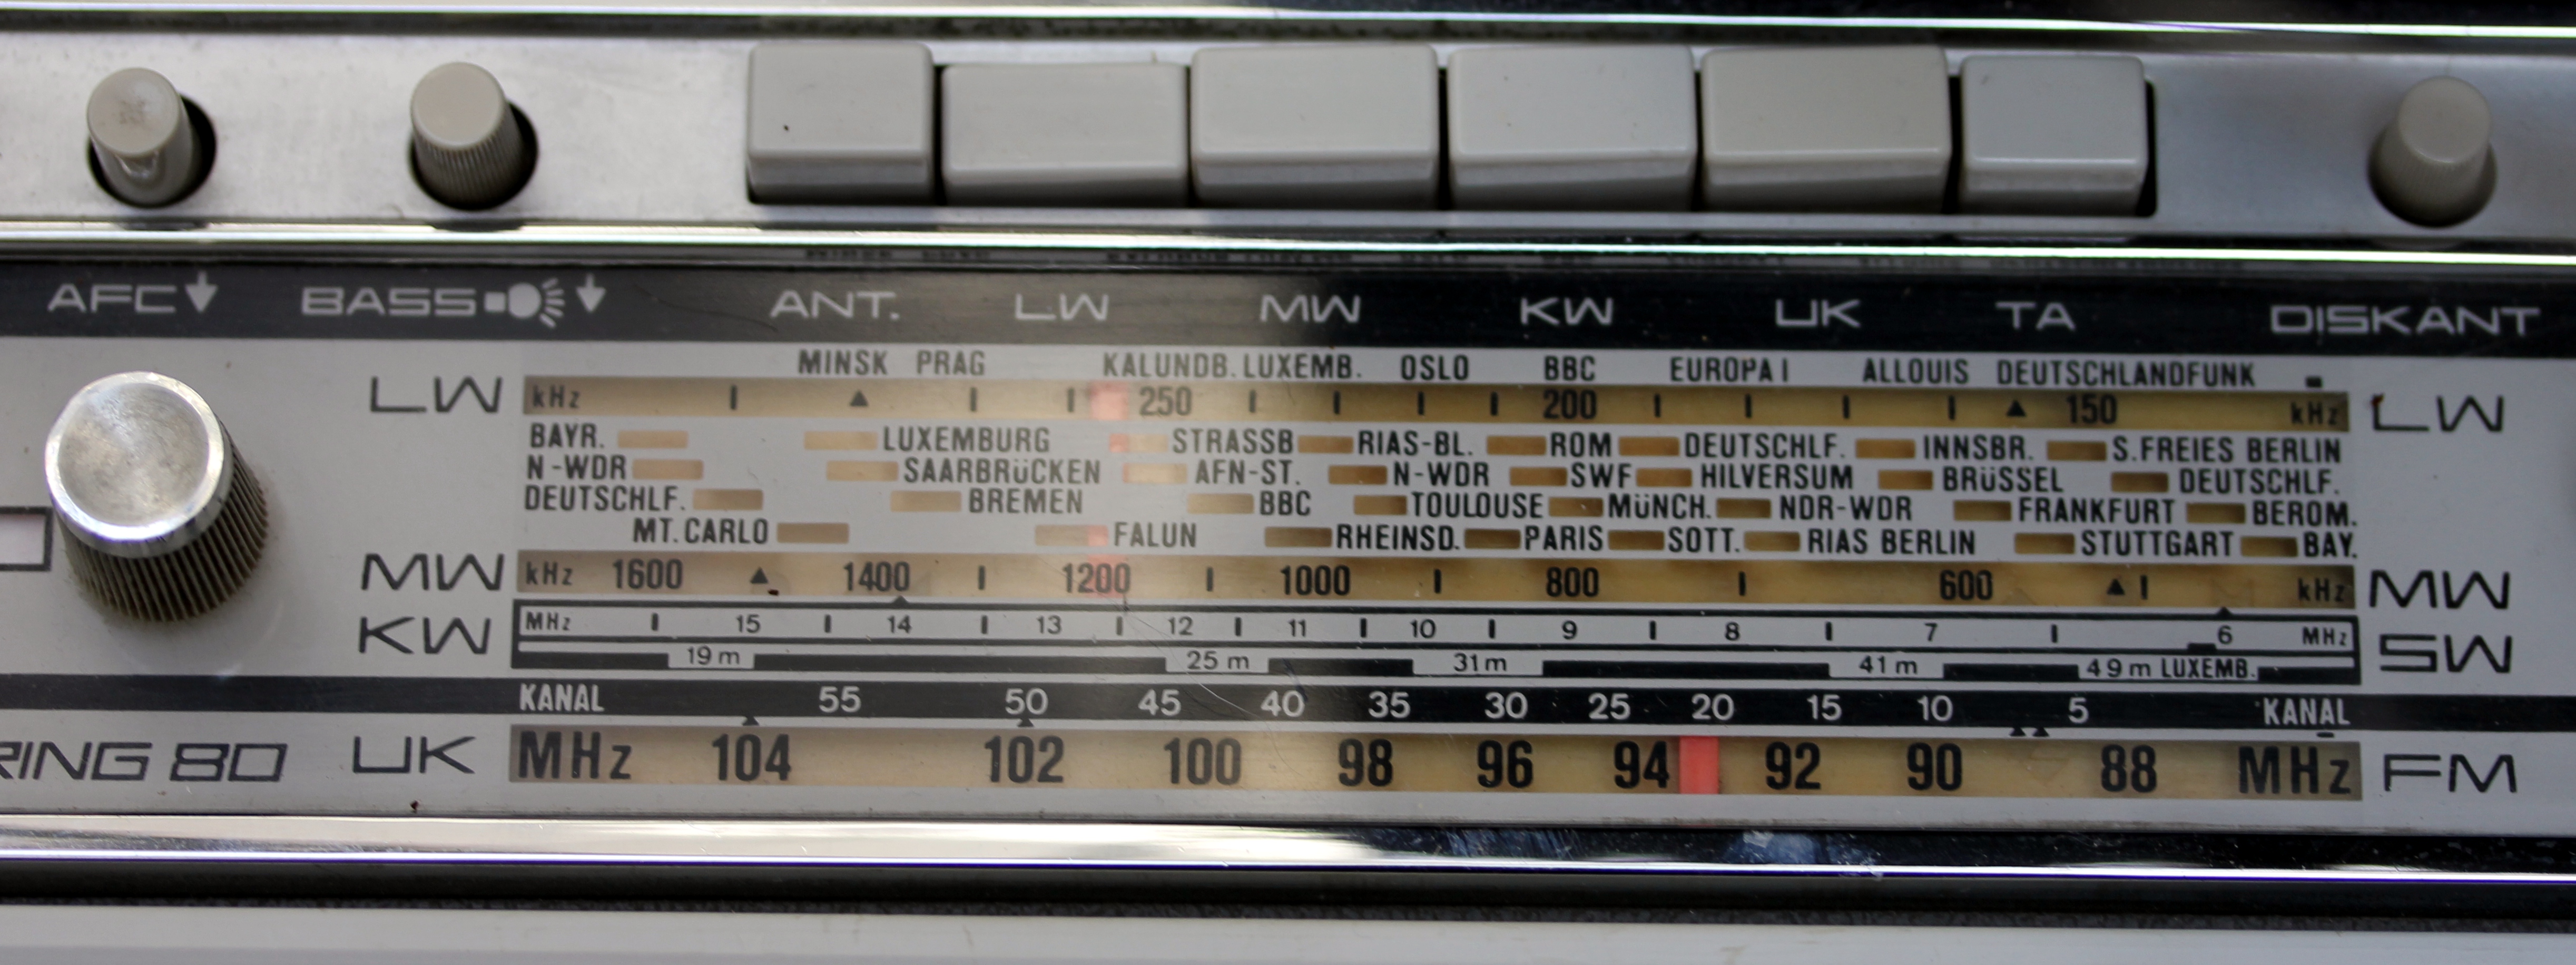 AFC BASS ANT. LW MW KW UK TA DISKANT
MINSK PRAG KALUNDB. LUXEMB. OSLO BBC EUROPA I ALLOUIS DEUTSCHLANDFUNK
LW kHz 250 200 150 kHz LW
BAYR. LUXEMBURG STRASSB RIAS-BL. ROM DEUTSCHLF. INNSBR. S.FREIES BERLIN
N-WDR SAARBRÜCKEN AFN-ST. N-WDR SWF HILVERSUM BRÜSSEL DEUTSCHLF.
DEUTSCHLF. BREMEN BBC TOULOUSE MÜNCH. NDR-WDR FRANKFURT BEROM.
MT. CARLO FALUN RHEINSD. PARIS SOTT. RIAS BERLIN STUTTGART BAY.
MW kHz 1600 1400 1200 1000 800 600 kHz MW
KW MHz 15 14 13 12 11 10 9 8 7 6 MHz SW
19m 25m 31m 41m 49m LUXEMB.
KANAL 55 50 45 40 35 30 25 20 15 10 5 KANAL
RING 80 UK MHz 104 102 100 98 96 94 92 90 88 MHz FM